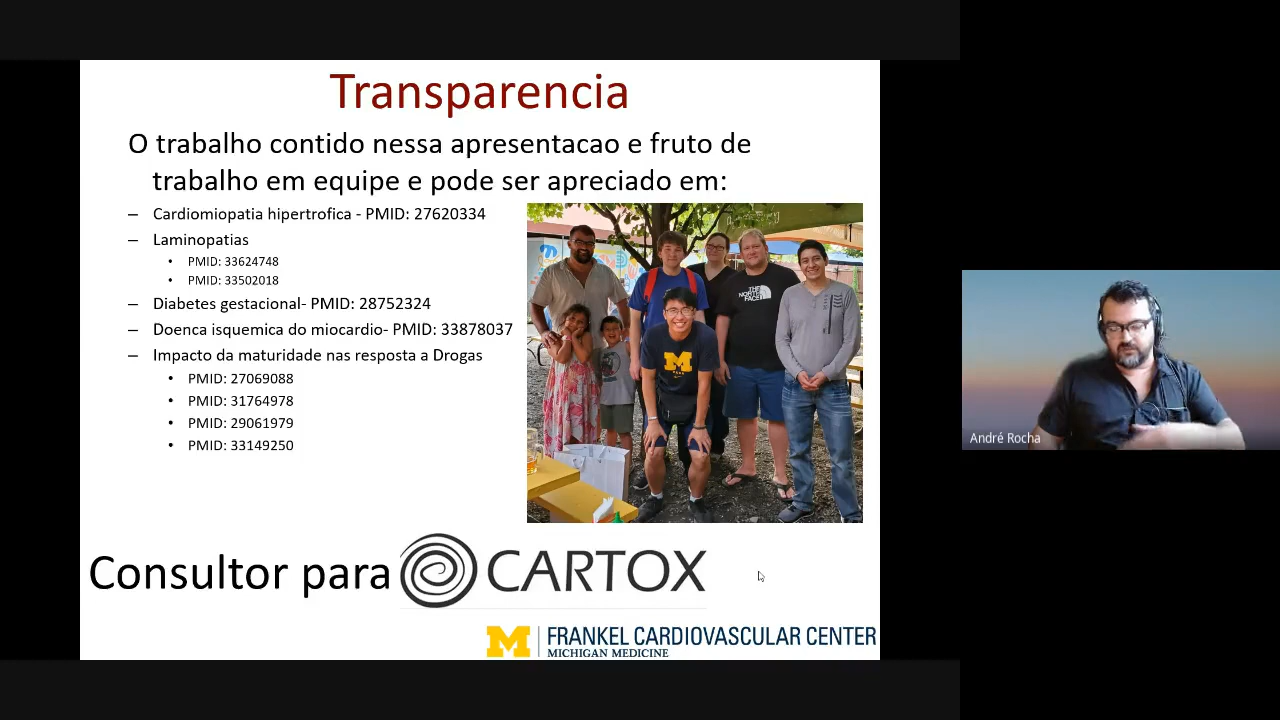 Transparencia
O trabalho contido nessa apresentacao e fruto de
trabalho em equipe e pode ser apreciado em:
– Cardiomiopatia hipertrofica - PMID: 27620334
– Laminopatias
• PMID: 33624748
• PMID: 33502018
– Diabetes gestacional- PMID: 28752324
– Doenca isquemica do miocardio- PMID: 33878037
– Impacto da maturidade nas resposta a Drogas
• PMID: 27069088
• PMID: 31764978
• PMID: 29061979
• PMID: 33149250
THE
NORTH
FACE
M
Consultor para CARTOX
M FRANKEL CARDIOVASCULAR CENTER
MICHIGAN MEDICINE
André Rocha